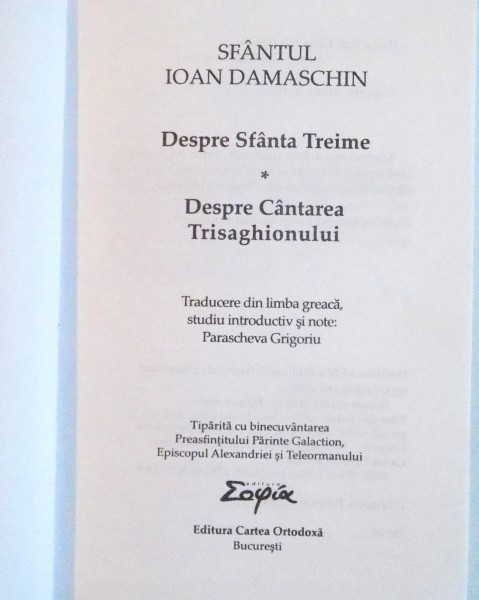 SFÂNTUL
IOAN DAMASCHIN
Despre Sfânta Treime
*
Despre Cântarea
Trisaghionului
Traducere din limba greacă,
studiu introductiv şi note:
Parascheva Grigoriu
Tipărită cu binecuvântarea
Preasfinţitului Părinte Galaction,
Episcopul Alexandriei şi Teleormanului
editura
Σοφία
Editura Cartea Ortodoxă
Bucureşti